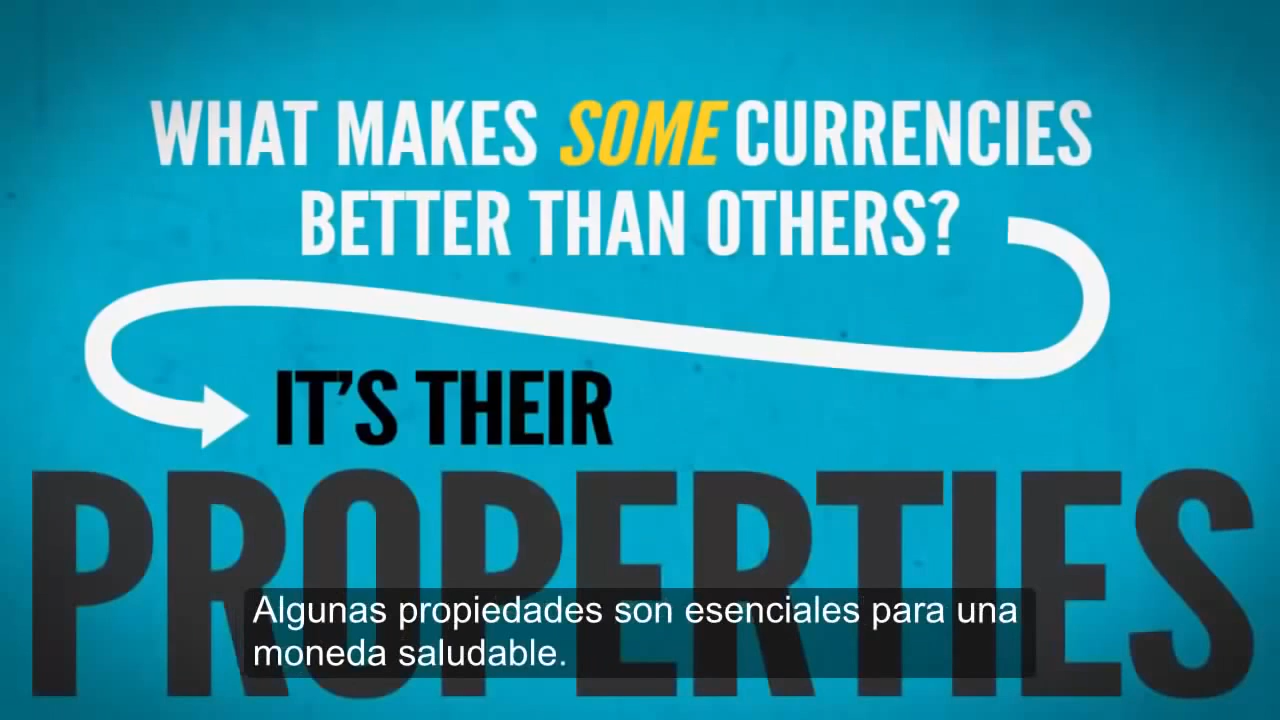 WHAT MAKES SOME CURRENCIES
BETTER THAN OTHERS?
IT'S THEIR
PROPERTIES
Algunas propiedades son esenciales para una
moneda saludable.